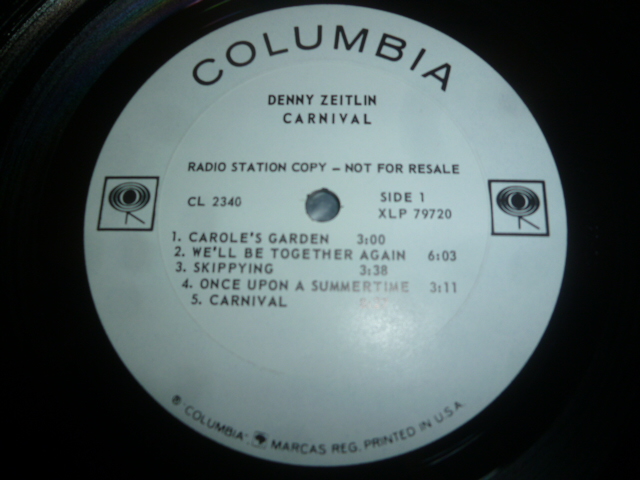 COLUMBIA
DENNY ZEITLIN
CARNIVAL
RADIO STATION COPY – NOT FOR RESALE
CL 2340
SIDE 1
XLP 79720
1. CAROLE'S GARDEN 3:00
2. WE'LL BE TOGETHER AGAIN 6:03
3. SKIPPYING 3:38
4. ONCE UPON A SUMMERTIME 3:11
5. CARNIVAL
® "COLUMBIA", MARCAS REG. PRINTED IN U.S.A.